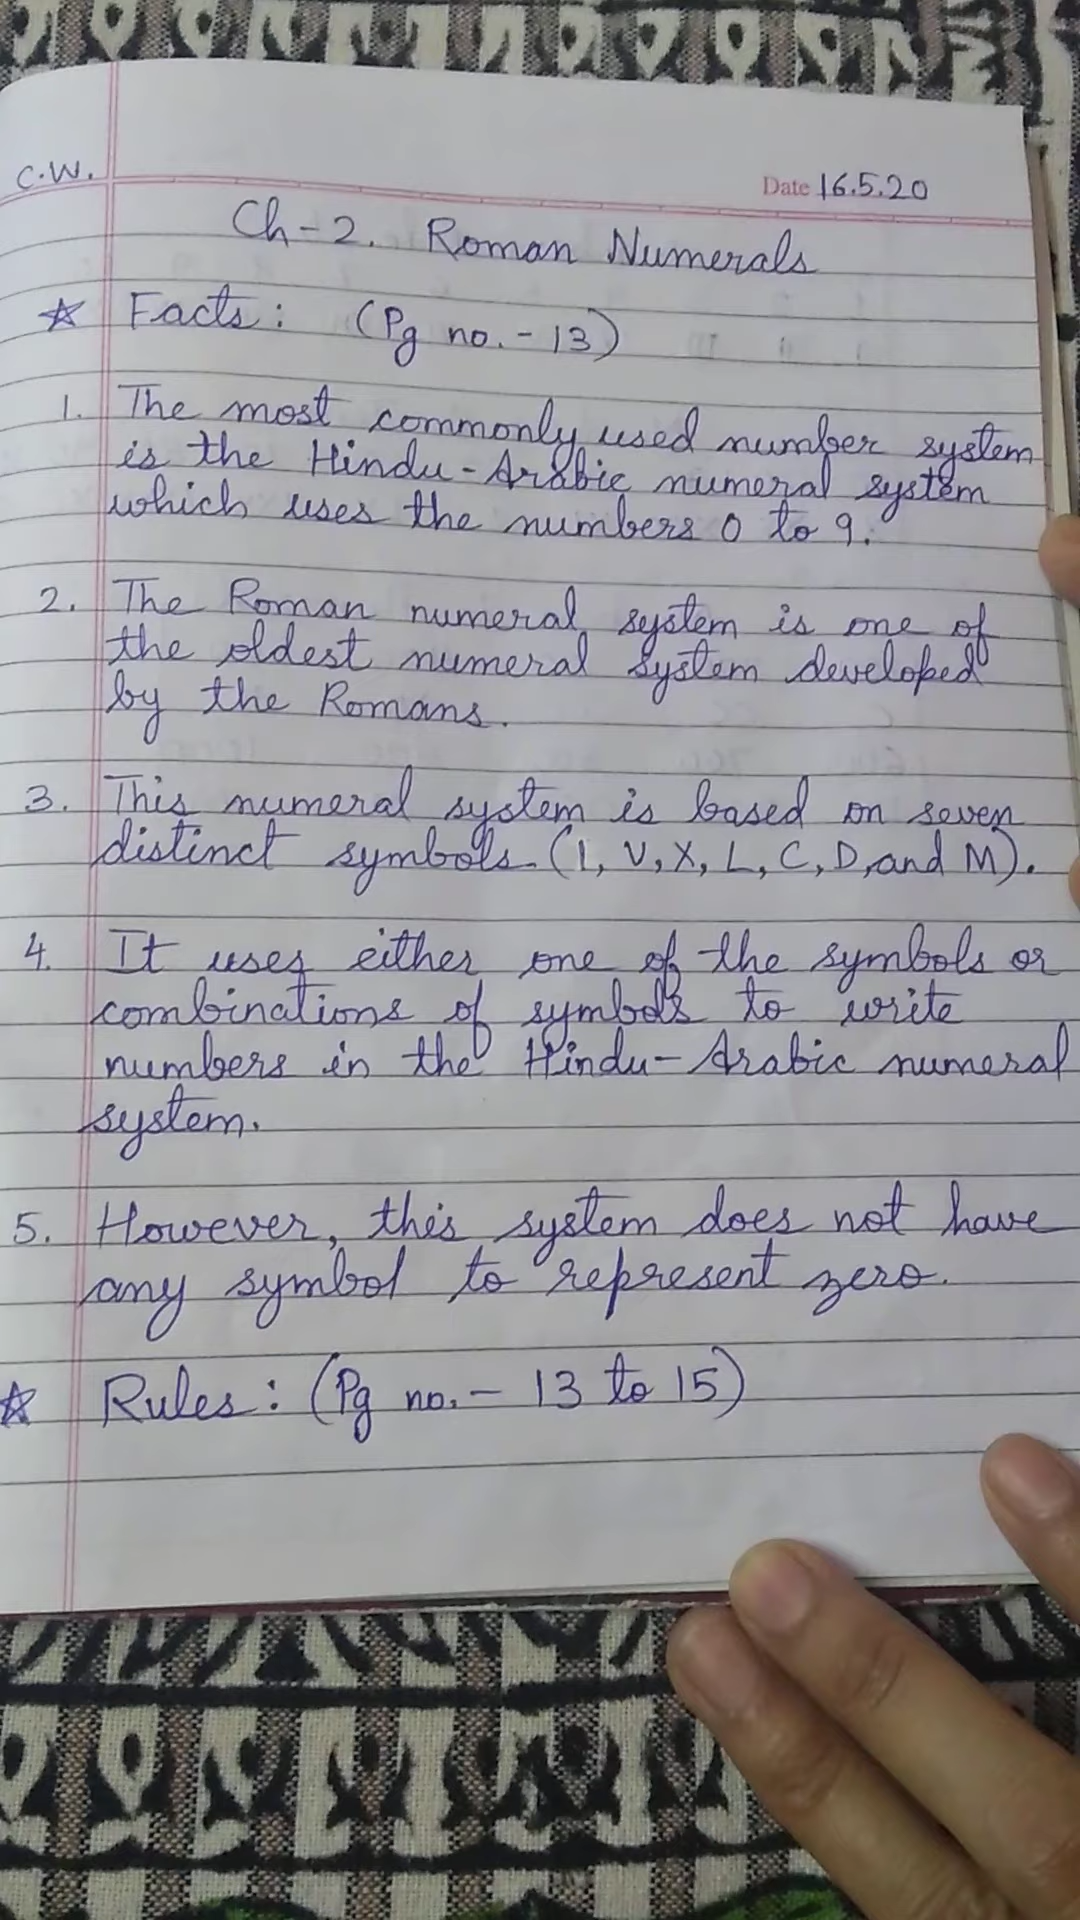 C.W.
Date 16.5.20
Ch-2. Roman Numerals
☆ Facts: (Pg no. - 13)
1. The most commonly used number system
is the Hindu-Arabic numeral system
which uses the numbers 0 to 9.
2. The Roman numeral system is one of
the oldest numeral system developed
by the Romans.
3. This numeral system is based on seven
distinct symbols-(I, V, X, L, C, D, and M).
4. It uses either one of the symbols or
combinations of symbols to write
numbers in the Hindu-Arabic numeral
system.
5. However, this system does not have
any symbol to represent zero.
☆ Rules: (Pg no. - 13 to 15)